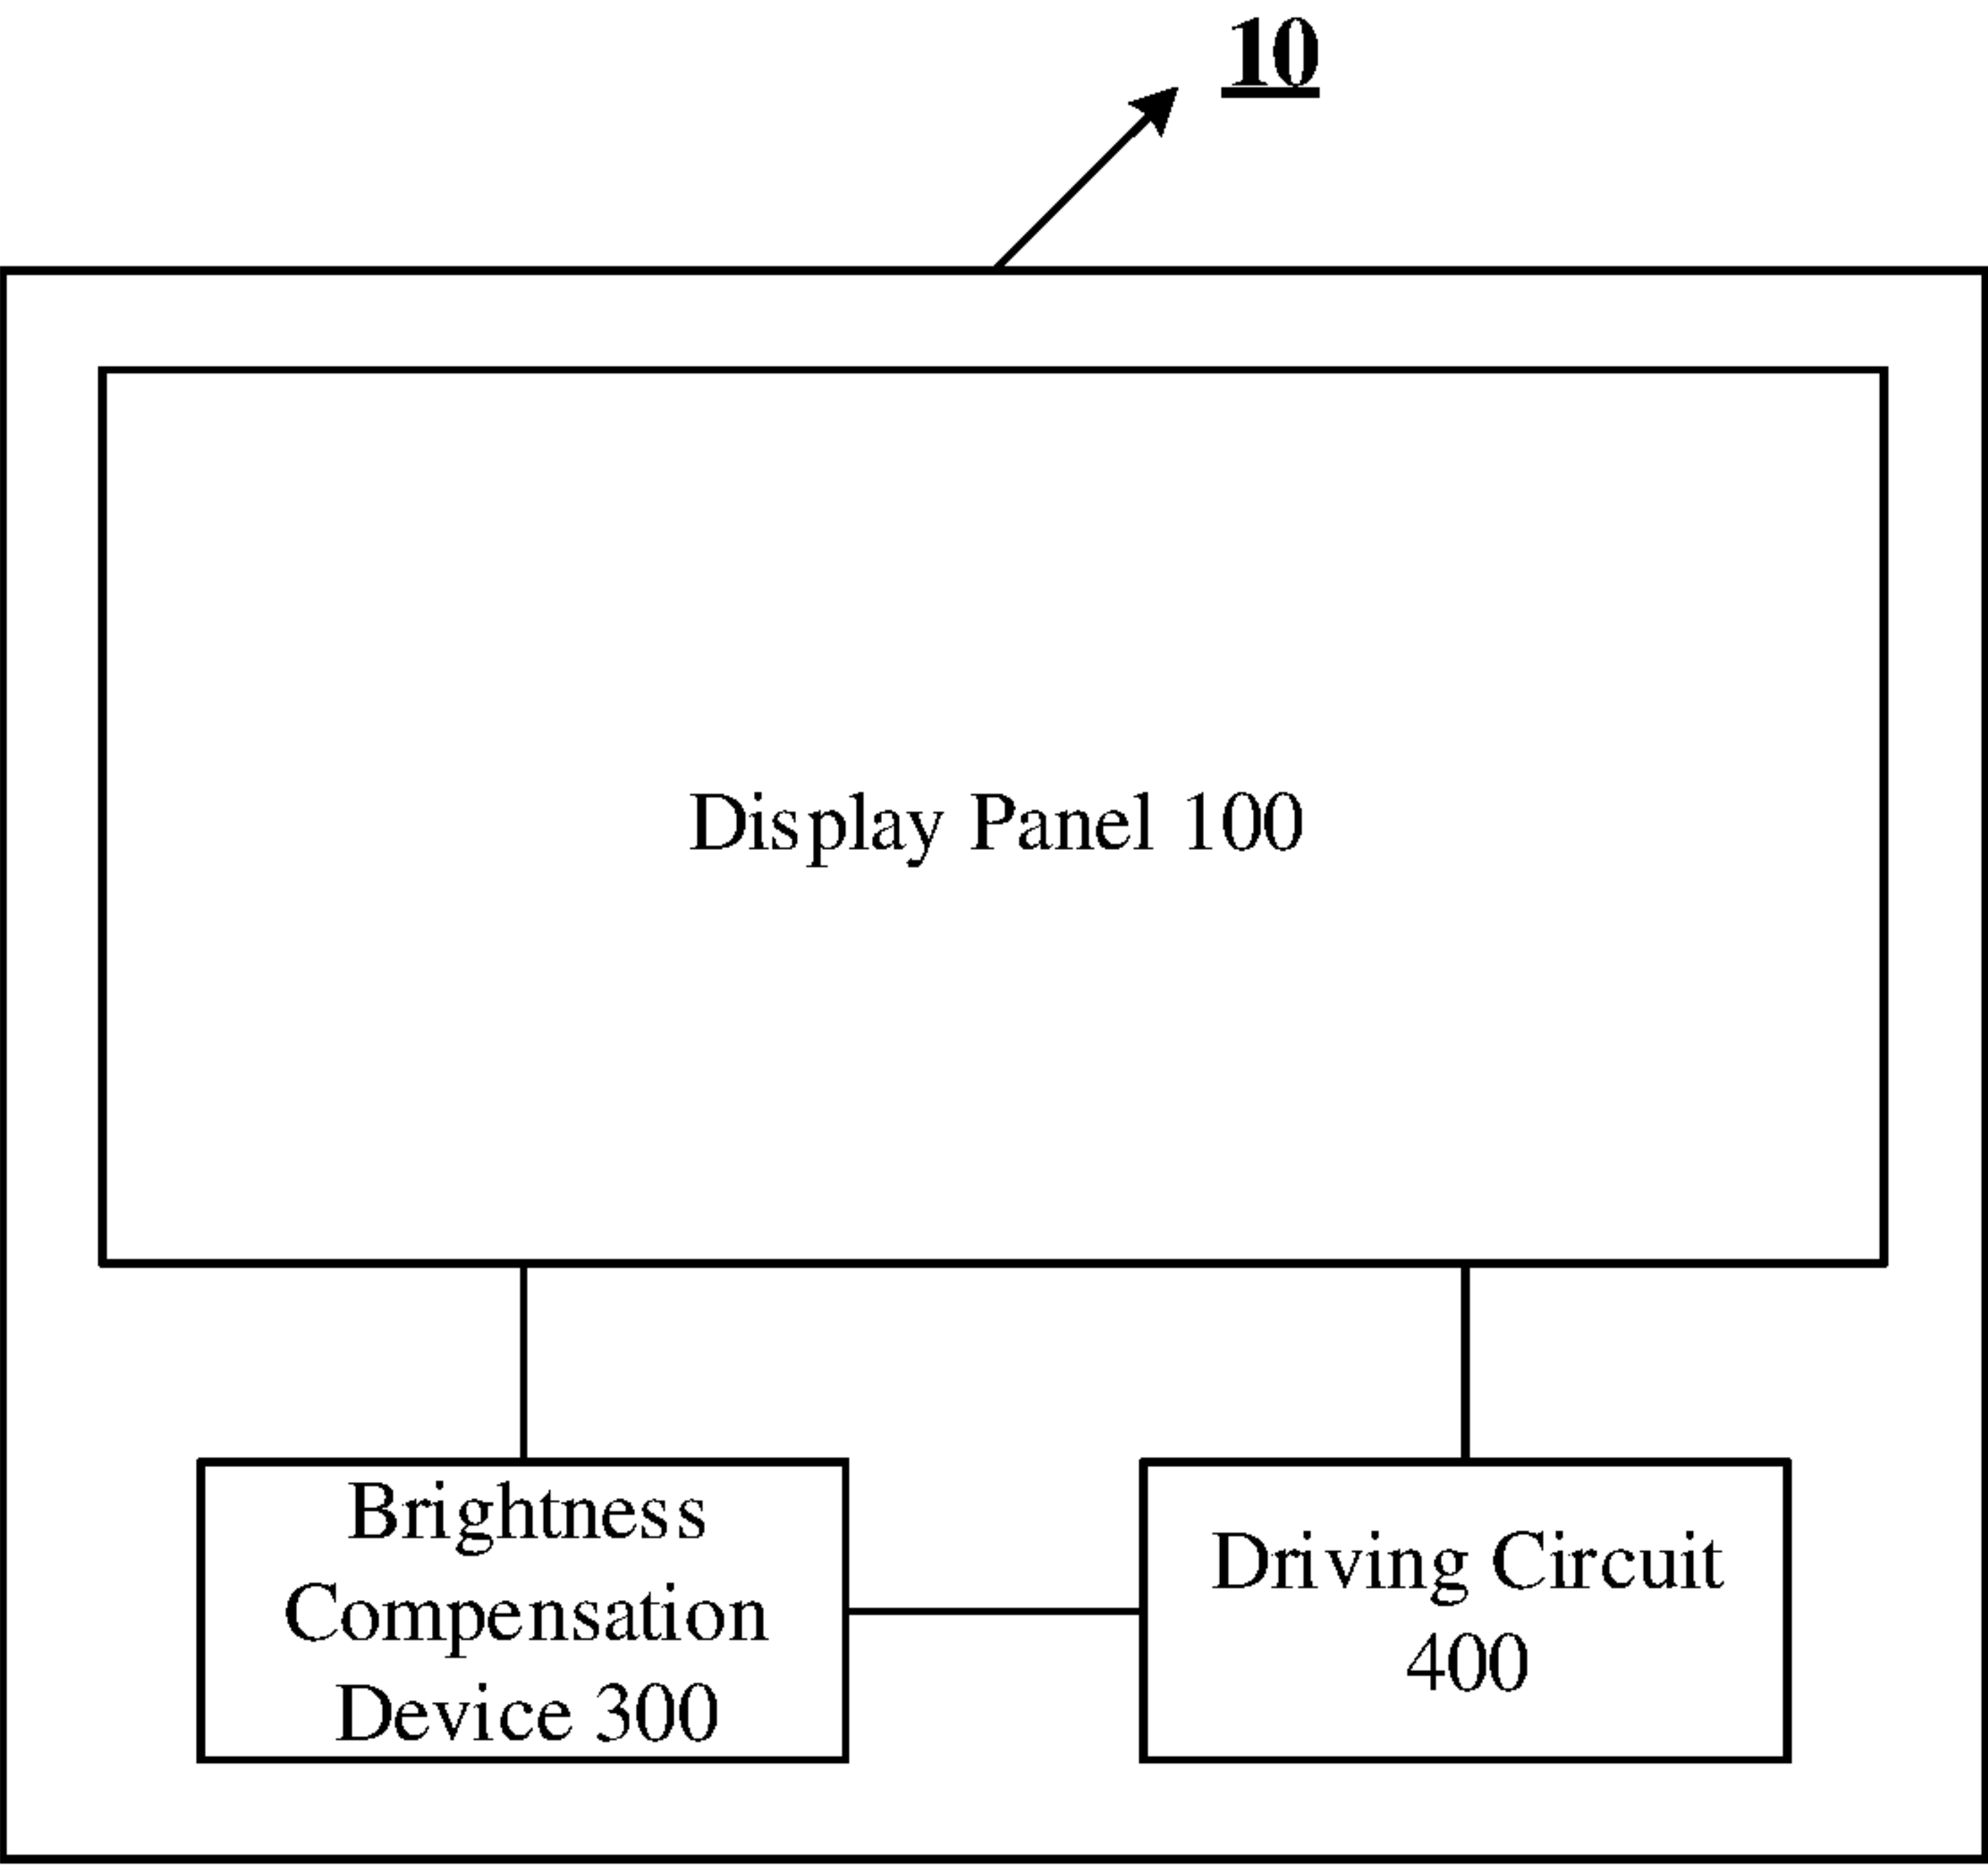 10
Display Panel 100
Brightness
Compensation
Device 300
Driving Circuit
400